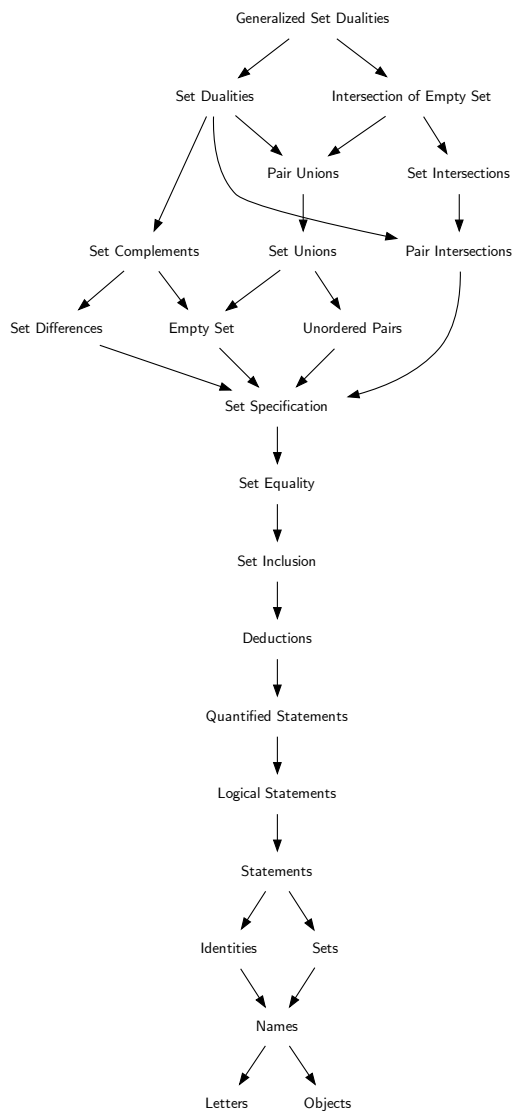 Generalized Set Dualities
Set Dualities
Intersection of Empty Set
Pair Unions
Set Intersections
Set Complements
Set Unions
Pair Intersections
Set Differences
Empty Set
Unordered Pairs
Set Specification
Set Equality
Set Inclusion
Deductions
Quantified Statements
Logical Statements
Statements
Identities
Sets
Names
Letters
Objects